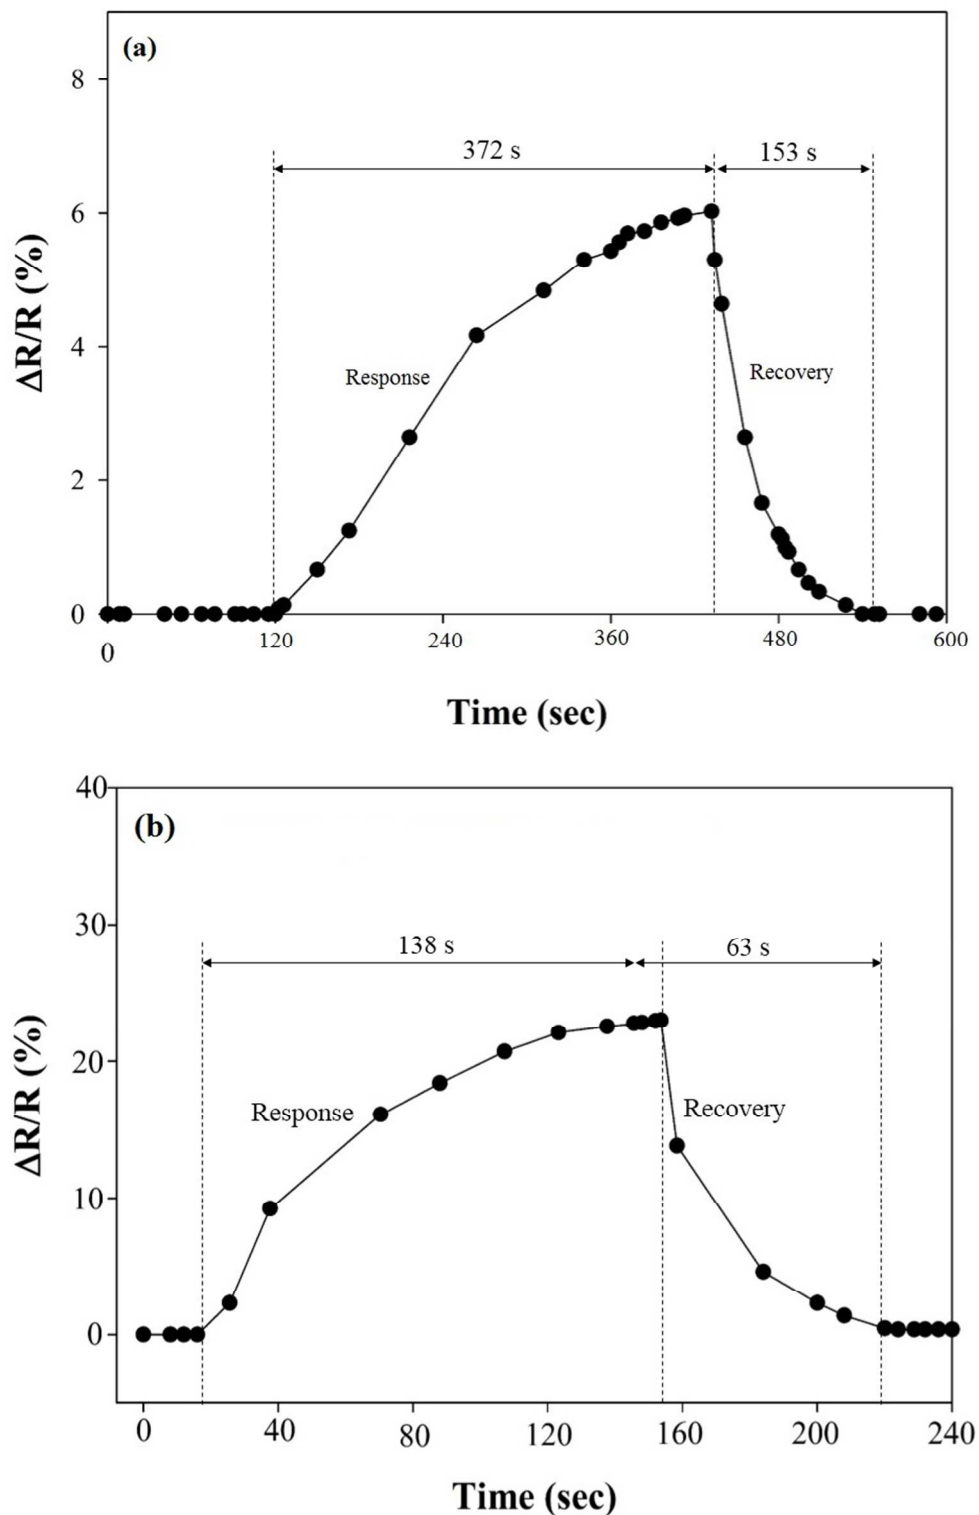 (a)
8
372 s
153 s
6
ΔR/R (%)
4
Response
Recovery
2
0
0
120
240
360
480
600
Time (sec)
40
(b)
30
138 s
63 s
ΔR/R (%)
20
Response
Recovery
10
0
0
40
80
120
160
200
240
Time (sec)